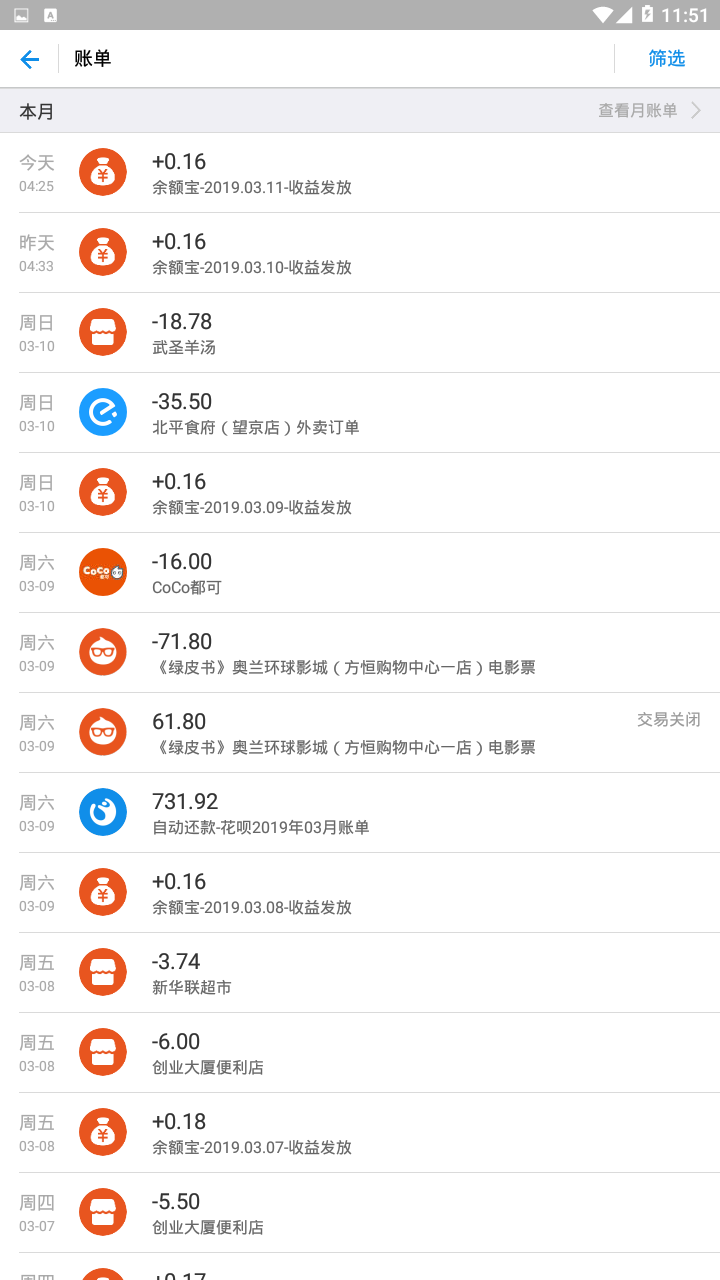 A
11:51
账单
筛选
本月
查看月账单
今天
04:25
+0.16
余额宝-2019.03.11-收益发放
昨天
04:33
+0.16
余额宝-2019.03.10-收益发放
周日
03-10
-18.78
武圣羊汤
周日
03-10
-35.50
北平食府（望京店）外卖订单
周日
03-10
+0.16
余额宝-2019.03.09-收益发放
周六
03-09
CoCo
都可
-16.00
CoCo都可
周六
03-09
-71.80
《绿皮书》奥兰环球影城（方恒购物中心一店）电影票
周六
03-09
61.80
交易关闭
《绿皮书》奥兰环球影城（方恒购物中心一店）电影票
周六
03-09
731.92
自动还款-花呗2019年03月账单
周六
03-09
+0.16
余额宝-2019.03.08-收益发放
周五
03-08
-3.74
新华联超市
周五
03-08
-6.00
创业大厦便利店
周五
03-08
+0.18
余额宝-2019.03.07-收益发放
周四
03-07
-5.50
创业大厦便利店
周四
+0.17